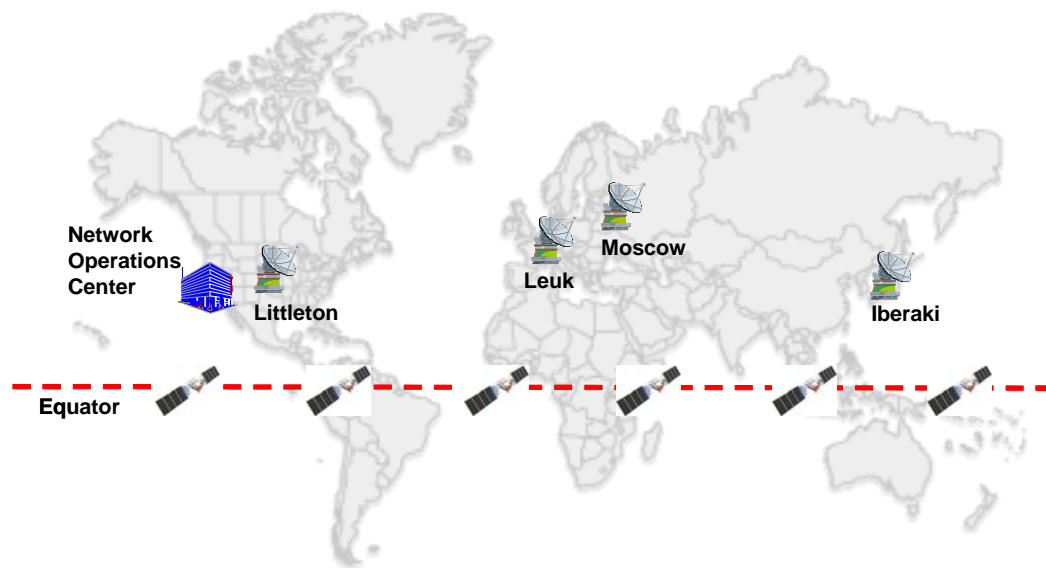 Network
Operations
Center
Littleton
Leuk
Moscow
Iberaki
Equator